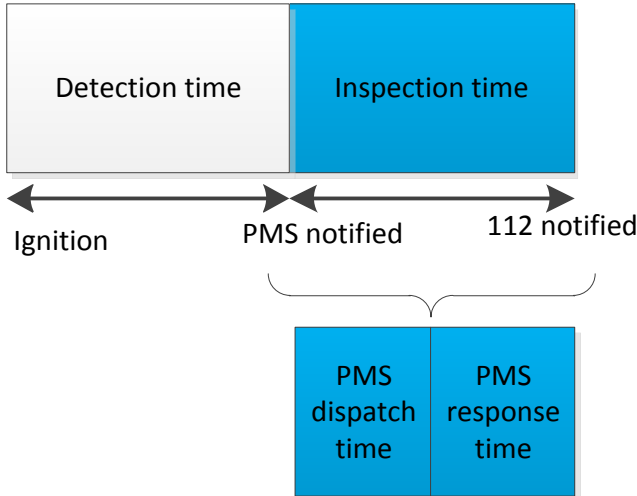 Detection time
Inspection time
Ignition
PMS notified
112 notified
PMS
dispatch
time
PMS
response
time